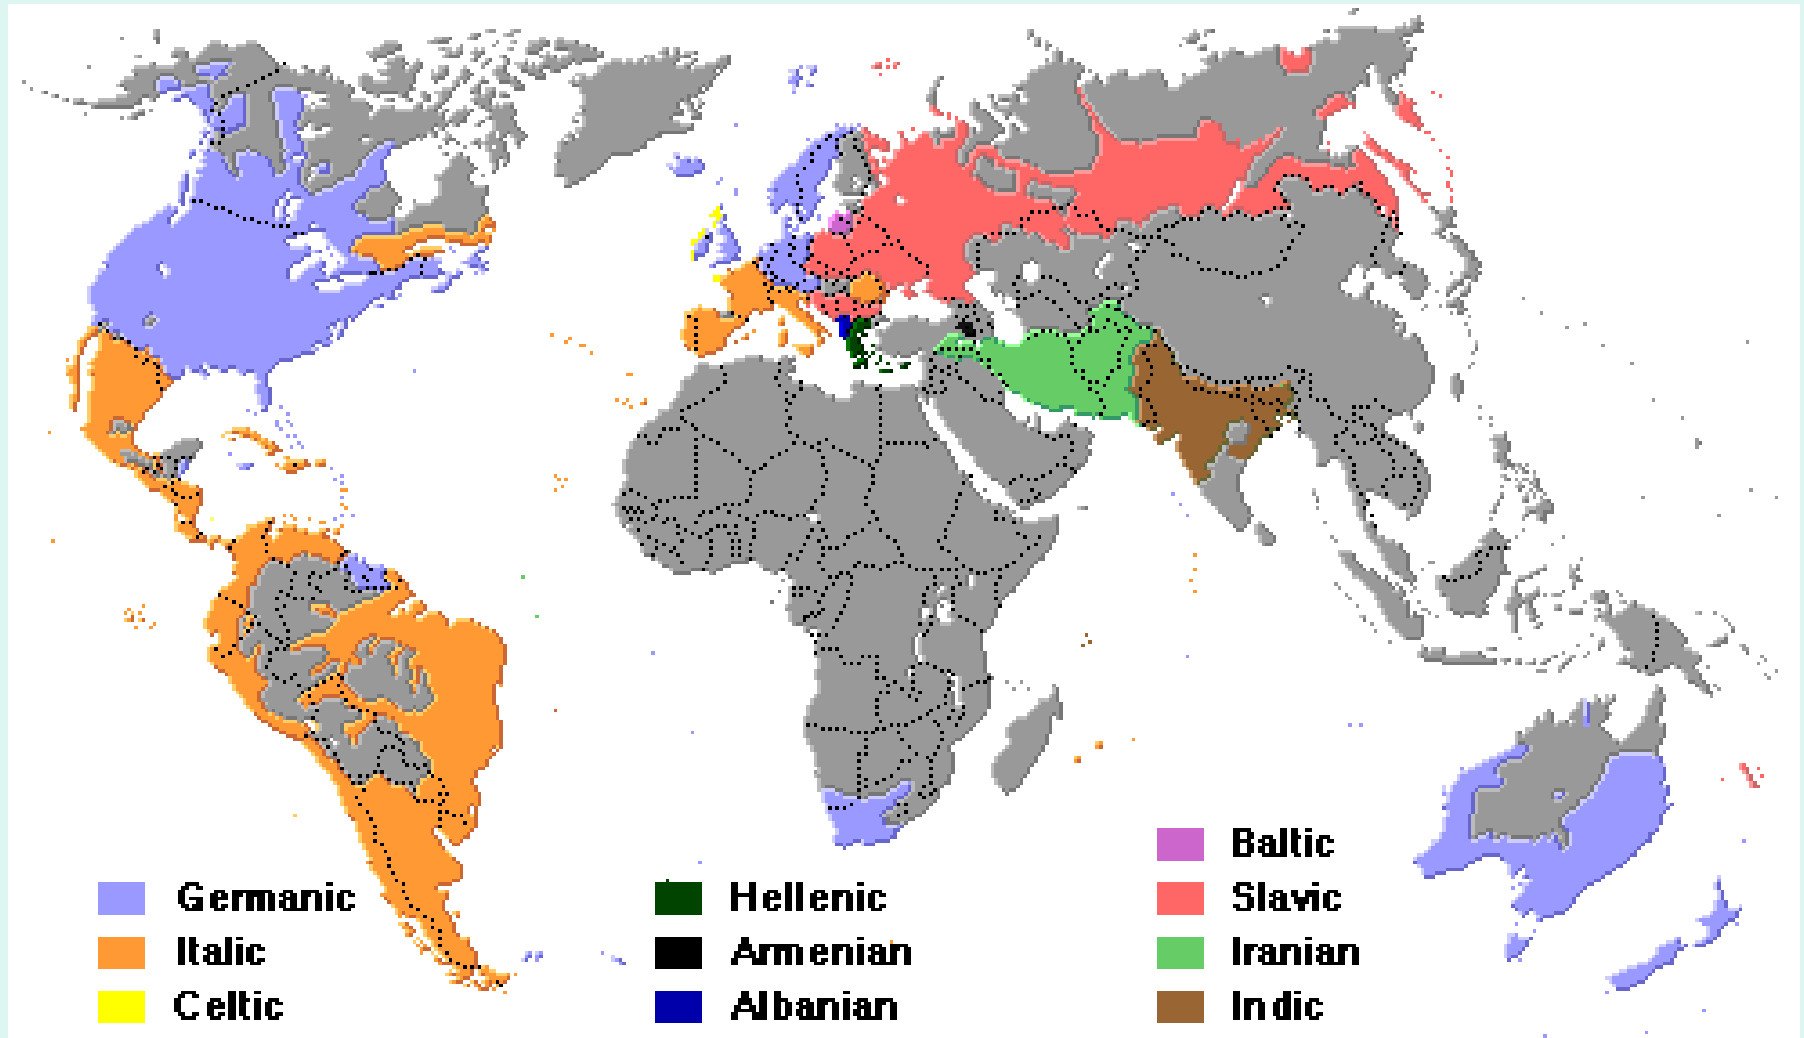 Germanic
Italic
Celtic
Hellenic
Armenian
Albanian
Baltic
Slavic
Iranian
Indic